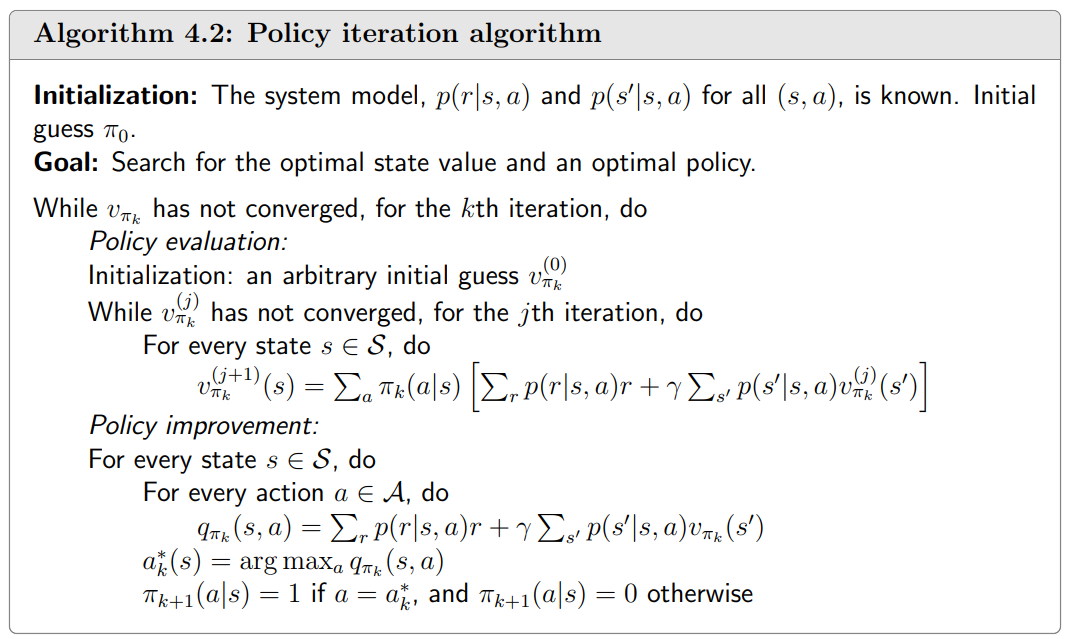 Algorithm 4.2: Policy iteration algorithm
Initialization: The system model, $p(r|s, a)$ and $p(s'|s, a)$ for all $(s, a)$, is known. Initial
guess $\pi_0$.
Goal: Search for the optimal state value and an optimal policy.
While $v_{\pi_k}$ has not converged, for the $k$th iteration, do
Policy evaluation:
Initialization: an arbitrary initial guess $v_{\pi_k}^{(0)}$
While $v_{\pi_k}^{(j)}$ has not converged, for the $j$th iteration, do
For every state $s \in \mathcal{S}$, do
$v_{\pi_k}^{(j+1)}(s) = \sum_a \pi_k(a|s) \left[ \sum_r p(r|s, a)r + \gamma \sum_{s'} p(s'|s, a) v_{\pi_k}^{(j)}(s') \right]$
Policy improvement:
For every state $s \in \mathcal{S}$, do
For every action $a \in \mathcal{A}$, do
$q_{\pi_k}(s, a) = \sum_r p(r|s, a)r + \gamma \sum_{s'} p(s'|s, a) v_{\pi_k}(s')$
$a_k^*(s) = \arg\max_a q_{\pi_k}(s, a)$
$\pi_{k+1}(a|s) = 1$ if $a = a_k^*$, and $\pi_{k+1}(a|s) = 0$ otherwise